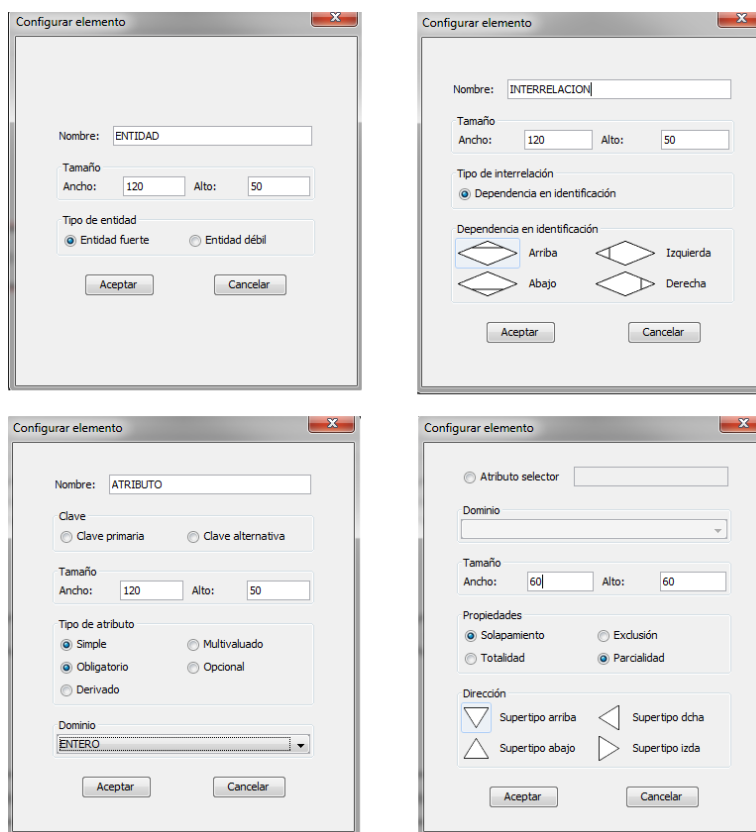 Configurar elemento
Nombre: ENTIDAD
Tamaño
Ancho: 120 Alto: 50
Tipo de entidad
Entidad fuerte Entidad débil
Aceptar Cancelar
Configurar elemento
Nombre: INTERRELACION
Tamaño
Ancho: 120 Alto: 50
Tipo de interrelación
Dependencia en identificación
Dependencia en identificación
Arriba Izquierda
Abajo Derecha
Aceptar Cancelar
Configurar elemento
Nombre: ATRIBUTO
Clave
Clave primaria Clave alternativa
Tamaño
Ancho: 120 Alto: 50
Tipo de atributo
Simple Multivaluado
Obligatorio Opcional
Derivado
Dominio
ENTERO
Aceptar Cancelar
Configurar elemento
Atributo selector
Dominio
Tamaño
Ancho: 60 Alto: 60
Propiedades
Solapamiento Exclusión
Totalidad Parcialidad
Dirección
Supertipo arriba Supertipo dcha
Supertipo abajo Supertipo izda
Aceptar Cancelar